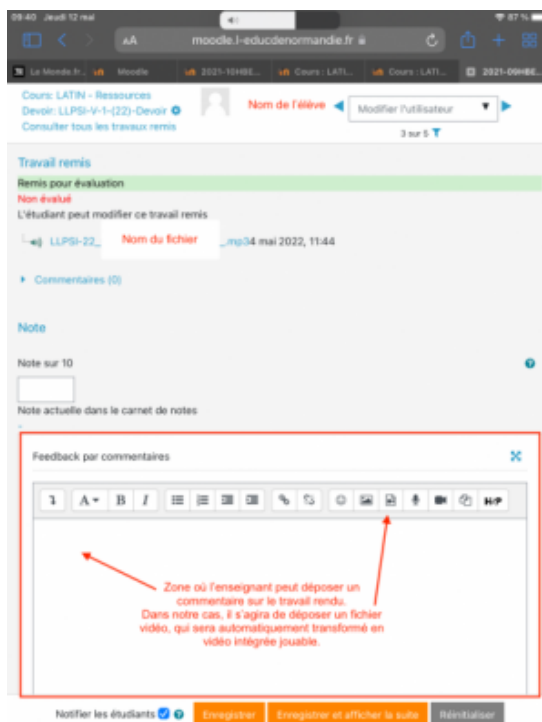 09:40 Jeudi 12 mai 87 %
AA moodle.l-educdenormandie.fr
Le Monde.fr... Moodle 2021-10HBE... Cours : LATI... Cours : LATI... 2021-09HBE...
Cours: LATIN - Ressources
Devoir: LLPSI-V-1-(22)-Devoir
Consulter tous les travaux remis
Nom de l'élève
Modifier l'utilisateur
3 sur 5
Travail remis
Remis pour évaluation
Non évalué
L'étudiant peut modifier ce travail remis
LLPSI-22_ Nom du fichier _.mp3 4 mai 2022, 11:44
Commentaires (0)
Note
Note sur 10
Note actuelle dans le carnet de notes
-
Feedback par commentaires
A B I H-P
Zone où l'enseignant peut déposer un
commentaire sur le travail rendu.
Dans notre cas, il s'agira de déposer un fichier
vidéo, qui sera automatiquement transformé en
vidéo intégrée jouable.
Notifier les étudiants Enregistrer Enregistrer et afficher la suite Réinitialiser